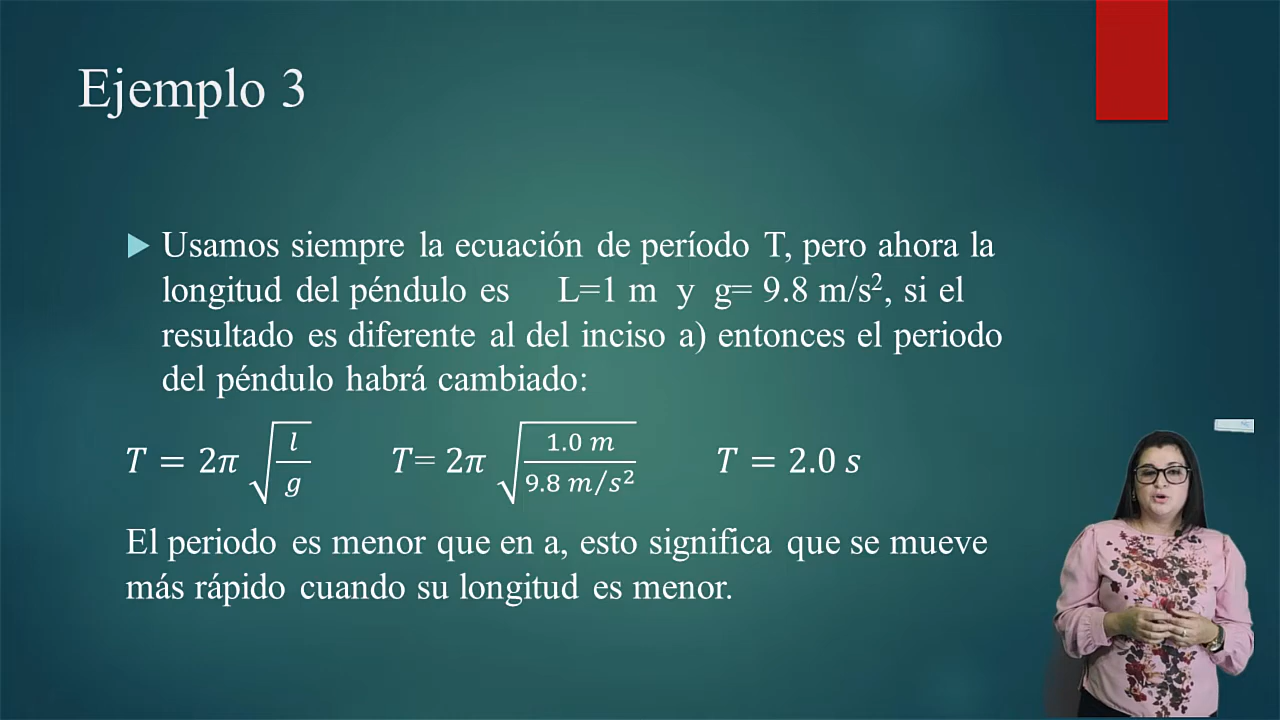 Ejemplo 3
Usamos siempre la ecuación de período T, pero ahora la
longitud del péndulo es L=1 m y g= 9.8 m/s², si el
resultado es diferente al del inciso a) entonces el periodo
del péndulo habrá cambiado:
T = 2π √(l/g) T= 2π √(1.0 m/9.8 m/s²) T = 2.0 s
El periodo es menor que en a, esto significa que se mueve
más rápido cuando su longitud es menor.